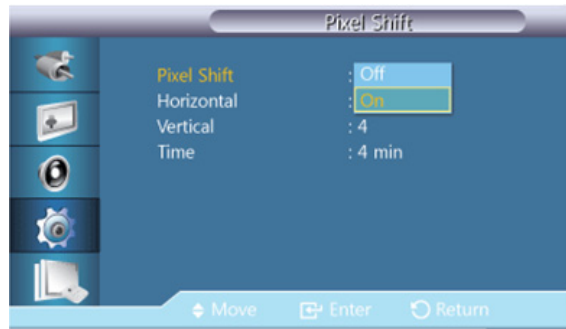 Pixel Shift
Pixel Shift : Off
Horizontal : On
Vertical : 4
Time : 4 min
Move Enter Return